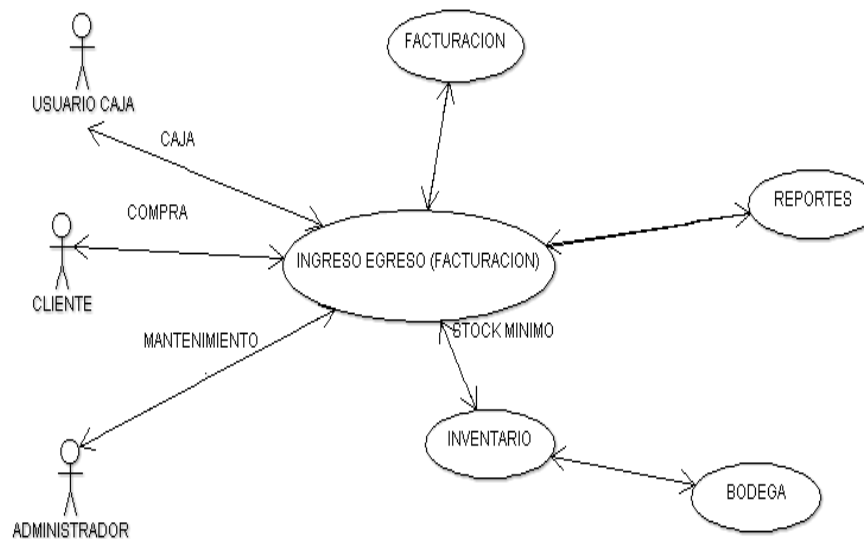 FACTURACION
USUARIO CAJA
CAJA
REPORTES
COMPRA
INGRESO EGRESO (FACTURACION)
CLIENTE
STOCK MINIMO
MANTENIMIENTO
INVENTARIO
BODEGA
ADMINISTRADOR